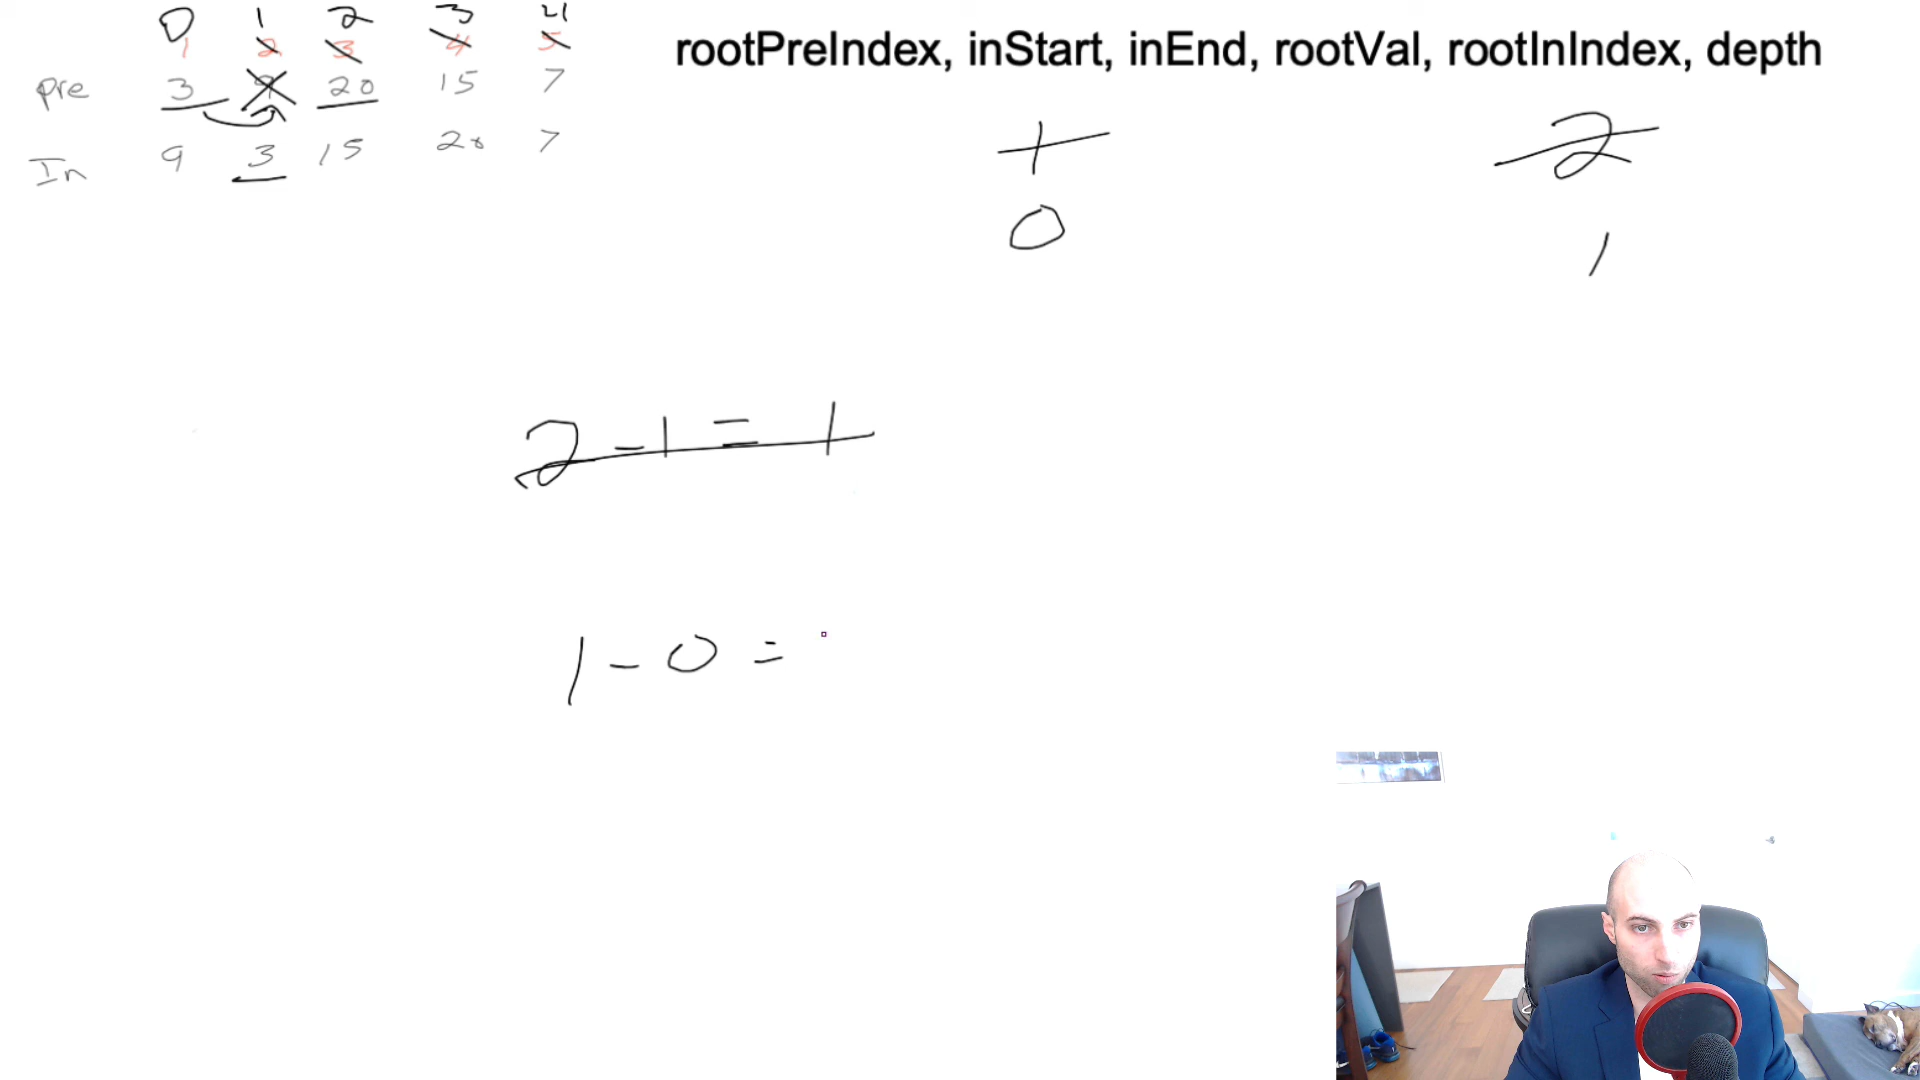 0 1 2 3 4
1 2 3 4 5
pre 3 9 20 15 7
In 9 3 15 20 7
rootPreIndex, inStart, inEnd, rootVal, rootInIndex, depth
1 2
0 1
2 - 1 = 1
1 - 0 =